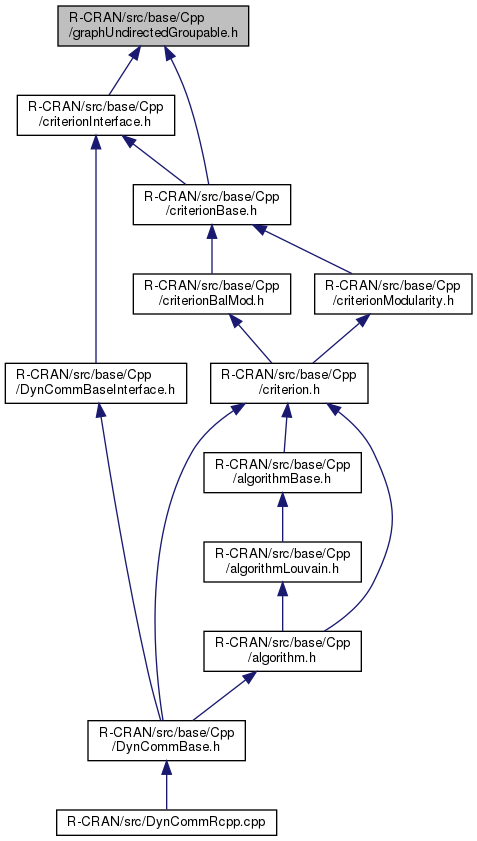 R-CRAN/src/base/Cpp
/graphUndirectedGroupable.h
R-CRAN/src/base/Cpp
/criterionInterface.h
R-CRAN/src/base/Cpp
/criterionBase.h
R-CRAN/src/base/Cpp
/criterionBalMod.h
R-CRAN/src/base/Cpp
/criterionModularity.h
R-CRAN/src/base/Cpp
/DynCommBaseInterface.h
R-CRAN/src/base/Cpp
/criterion.h
R-CRAN/src/base/Cpp
/algorithmBase.h
R-CRAN/src/base/Cpp
/algorithmLouvain.h
R-CRAN/src/base/Cpp
/algorithm.h
R-CRAN/src/base/Cpp
/DynCommBase.h
R-CRAN/src/DynCommRcpp.cpp